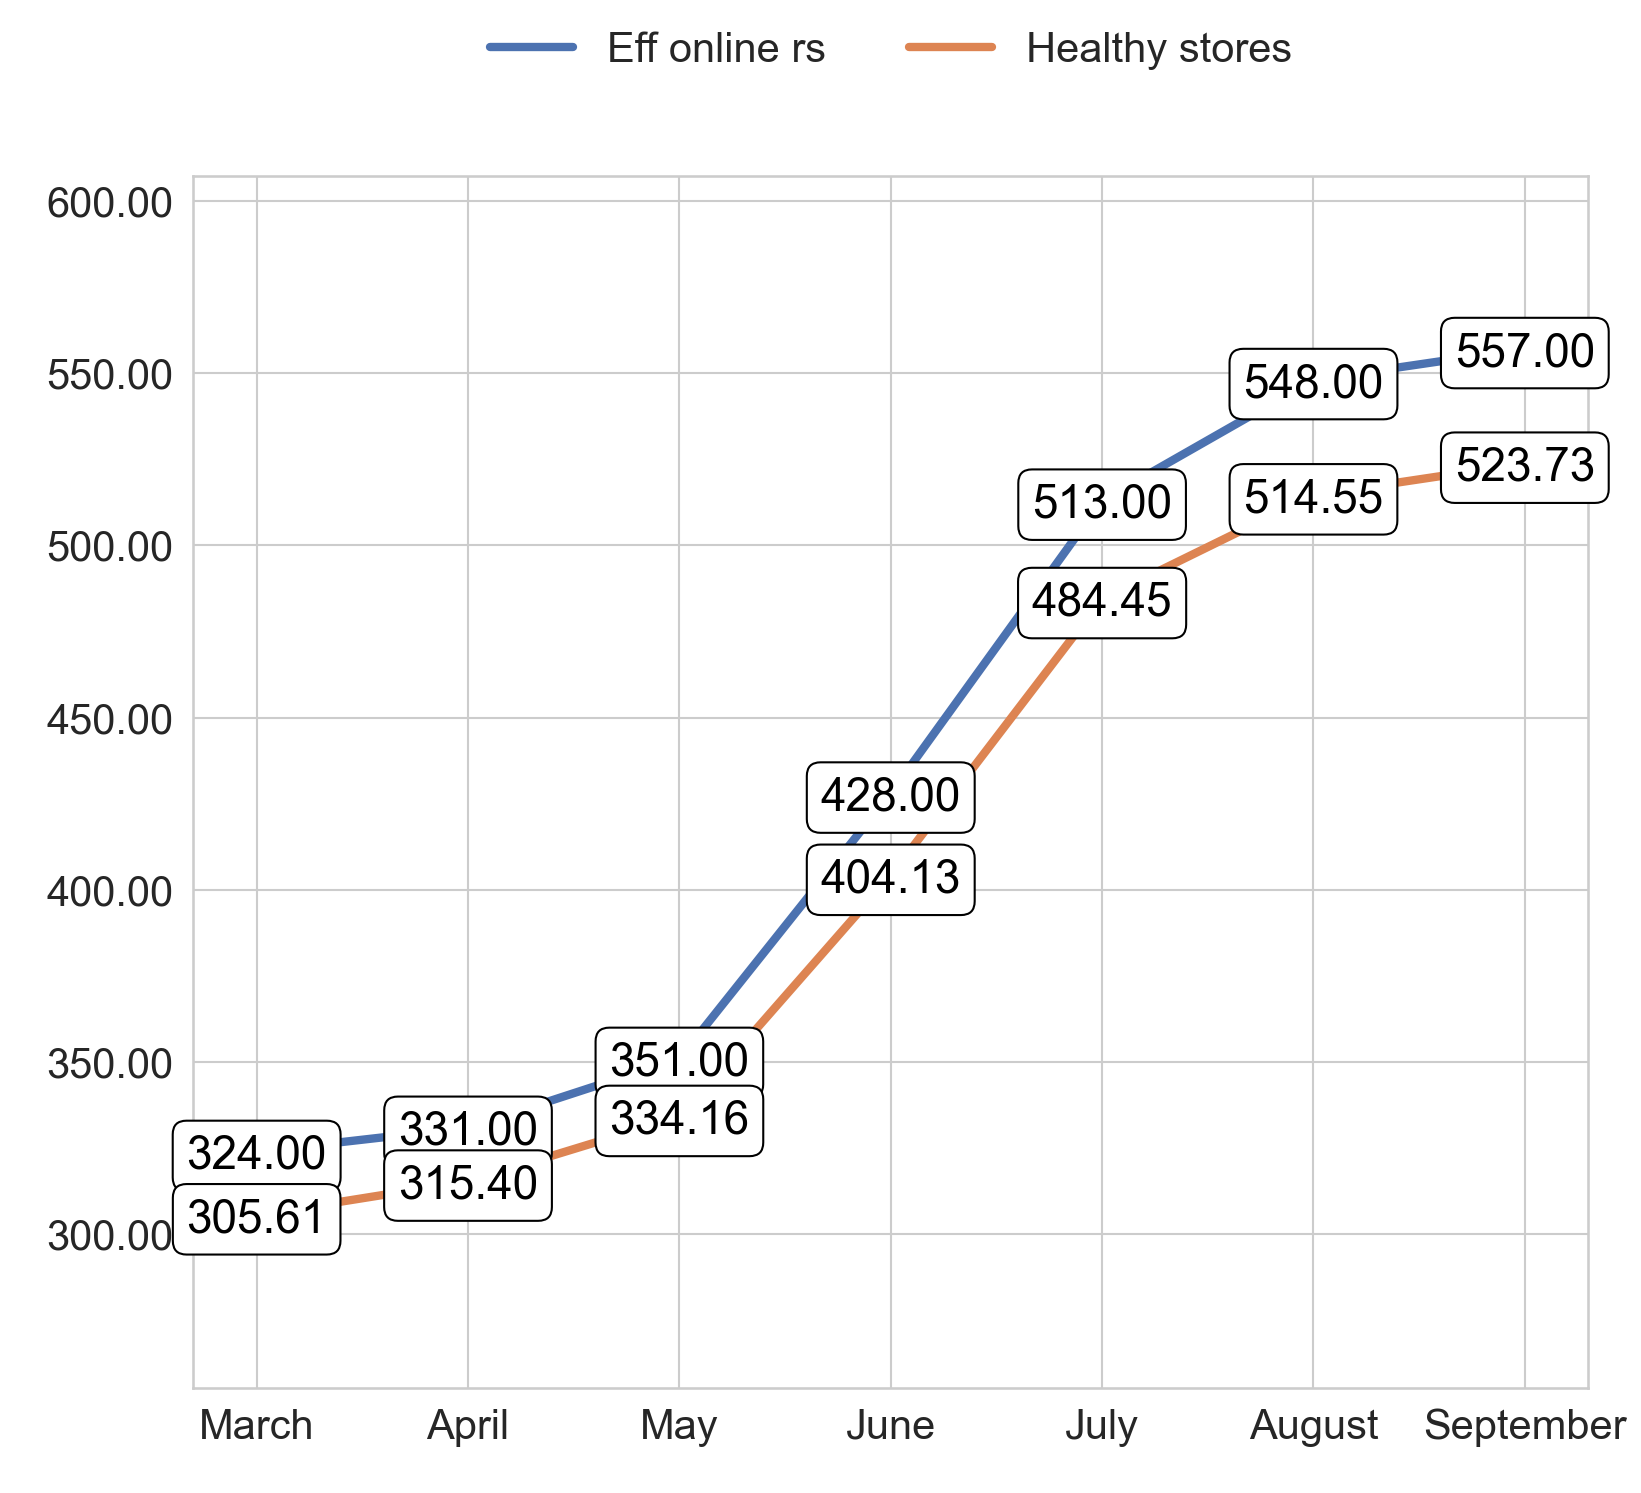 Eff online rs
Healthy stores
600.00
550.00
500.00
450.00
400.00
350.00
300.00
557.00
548.00
523.73
513.00
514.55
484.45
428.00
404.13
351.00
334.16
331.00
324.00
315.40
305.61
March
April
May
June
July
August
September